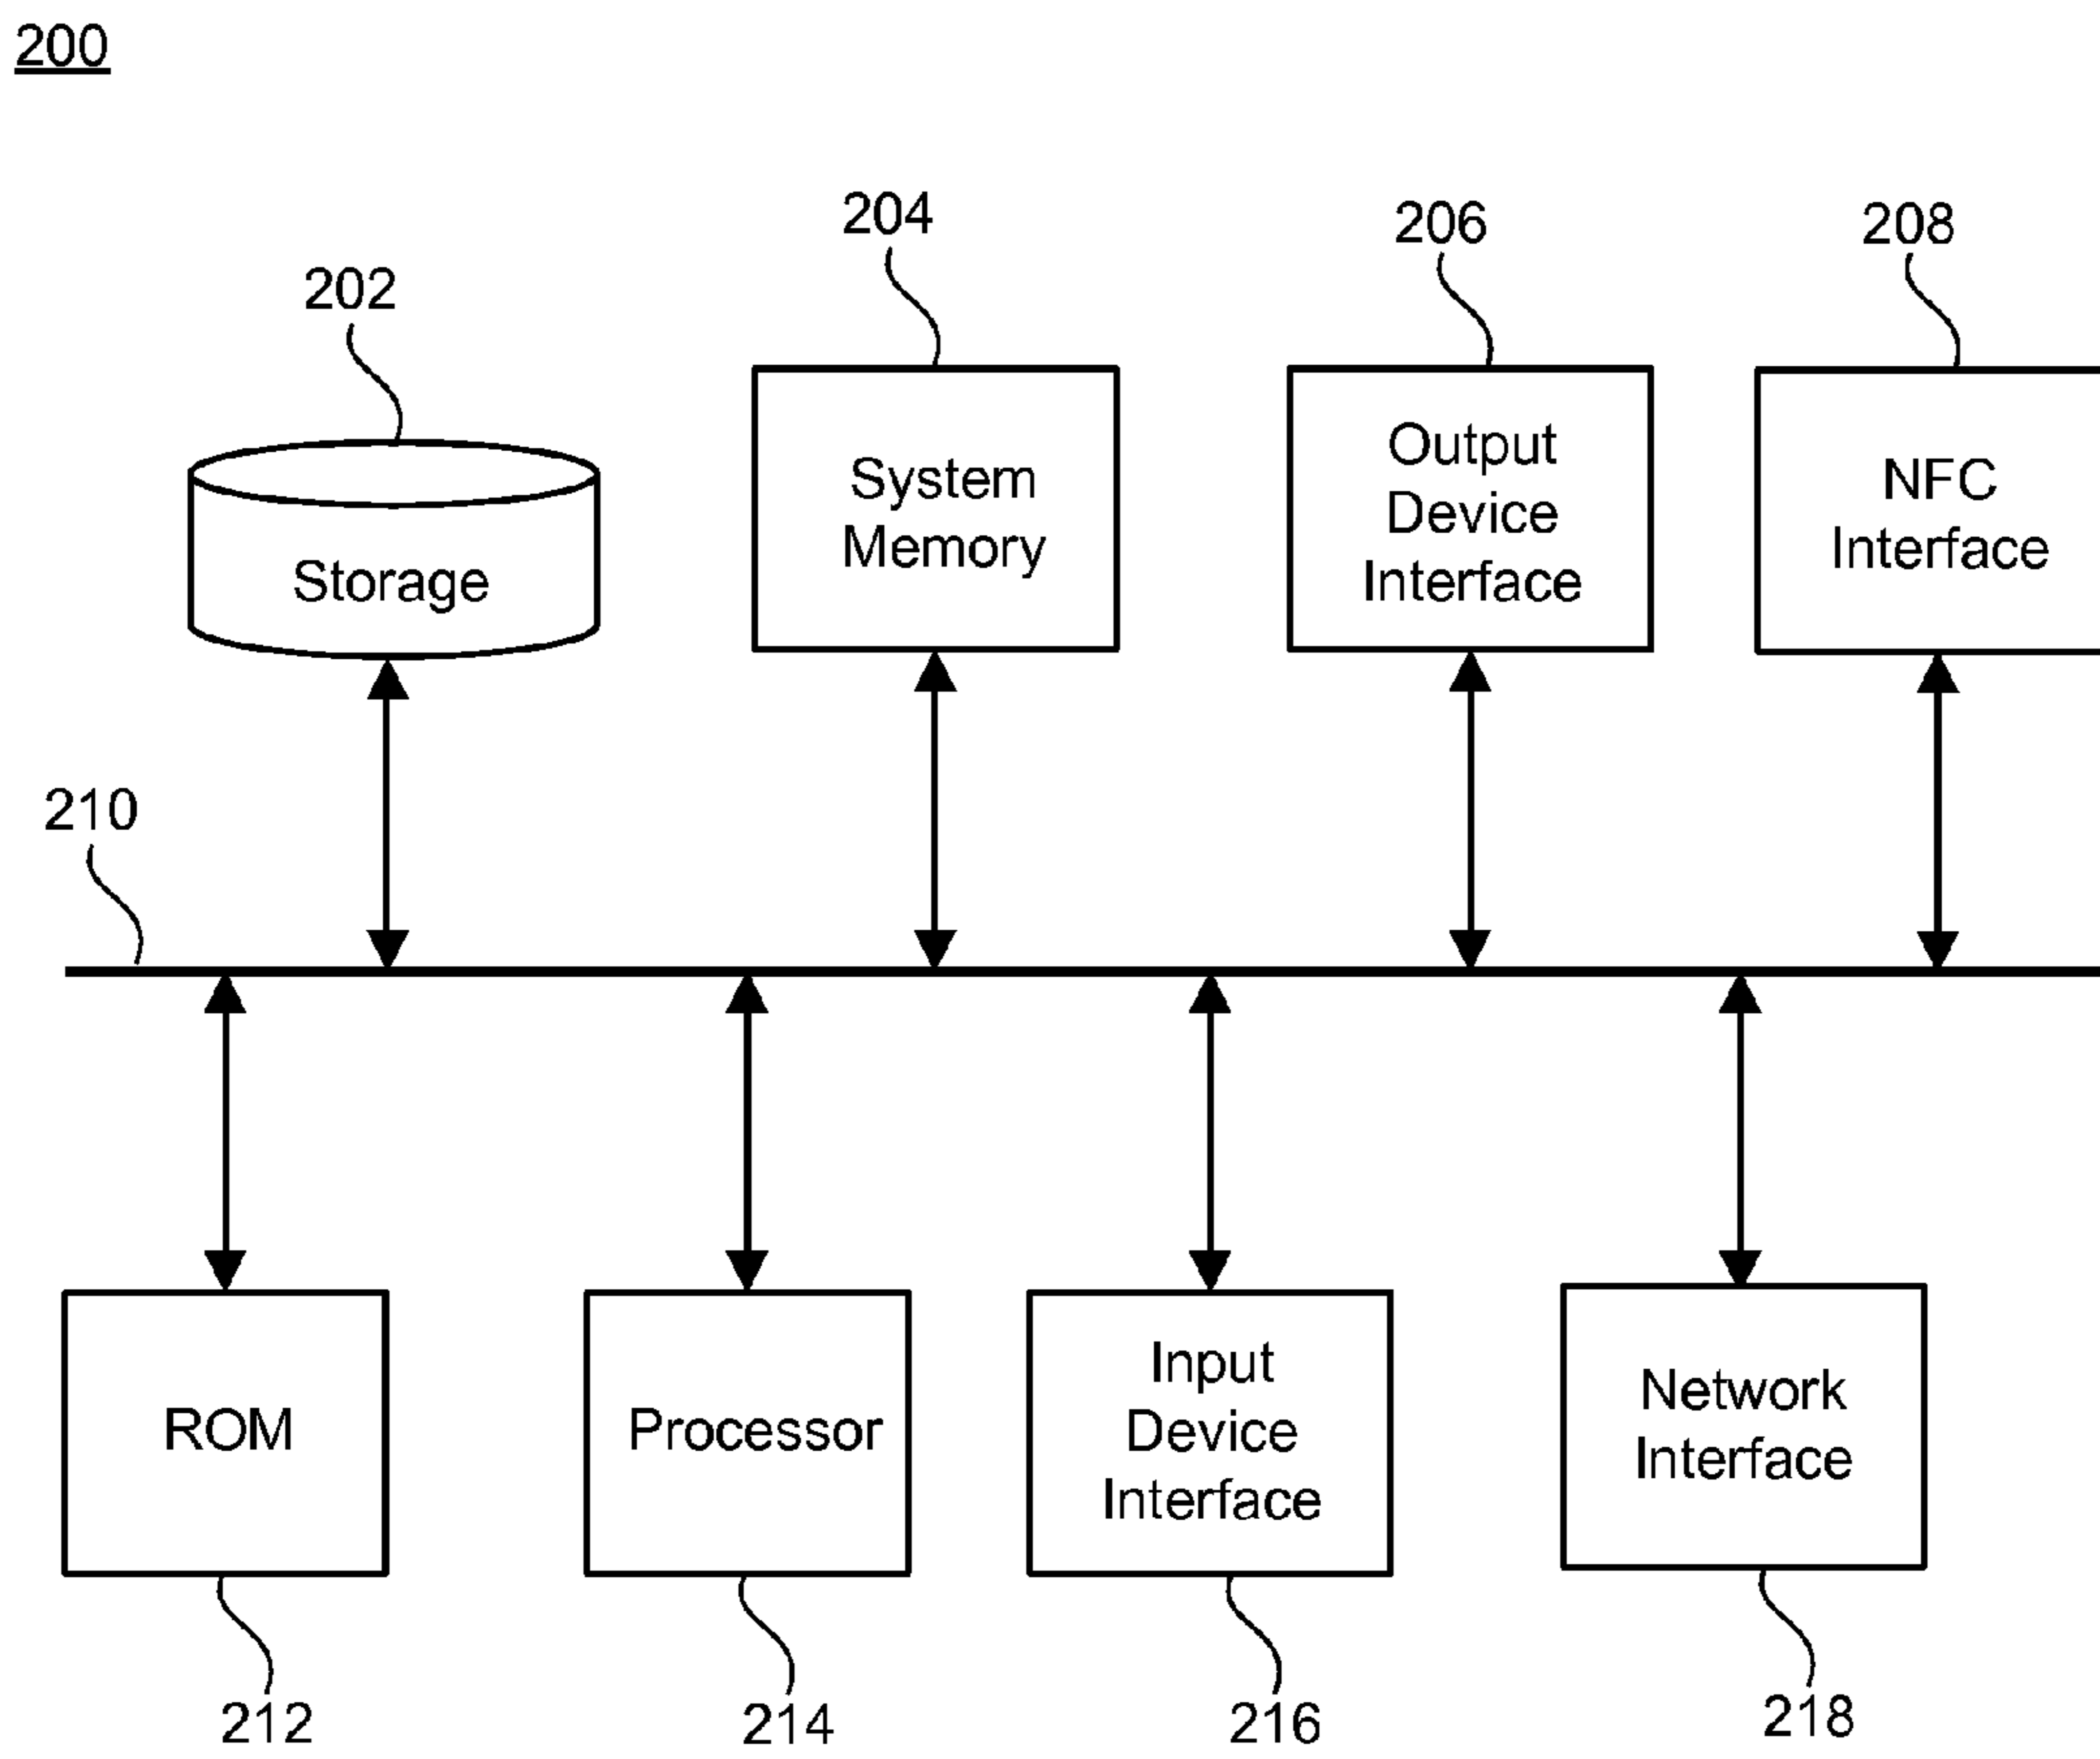 200
202
204
206
208
Storage
System
Memory
Output
Device
Interface
NFC
Interface
210
ROM
Processor
Input
Device
Interface
Network
Interface
212
214
216
218